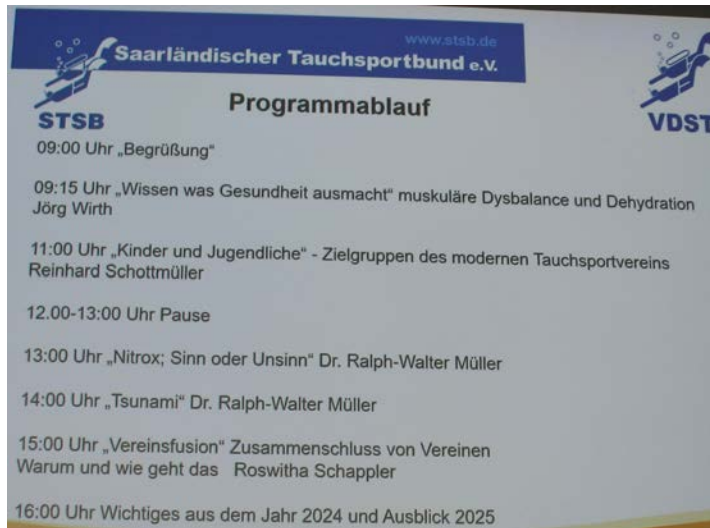 www.stsb.de
Saarländischer Tauchsportbund e.V.
STSB
Programmablauf
VDST
09:00 Uhr „Begrüßung“
09:15 Uhr „Wissen was Gesundheit ausmacht“ muskuläre Dysbalance und Dehydration
Jörg Wirth
11:00 Uhr „Kinder und Jugendliche“ - Zielgruppen des modernen Tauchsportvereins
Reinhard Schottmüller
12.00-13:00 Uhr Pause
13:00 Uhr „Nitrox; Sinn oder Unsinn“ Dr. Ralph-Walter Müller
14:00 Uhr „Tsunami“ Dr. Ralph-Walter Müller
15:00 Uhr „Vereinsfusion“ Zusammenschluss von Vereinen
Warum und wie geht das Roswitha Schappler
16:00 Uhr Wichtiges aus dem Jahr 2024 und Ausblick 2025